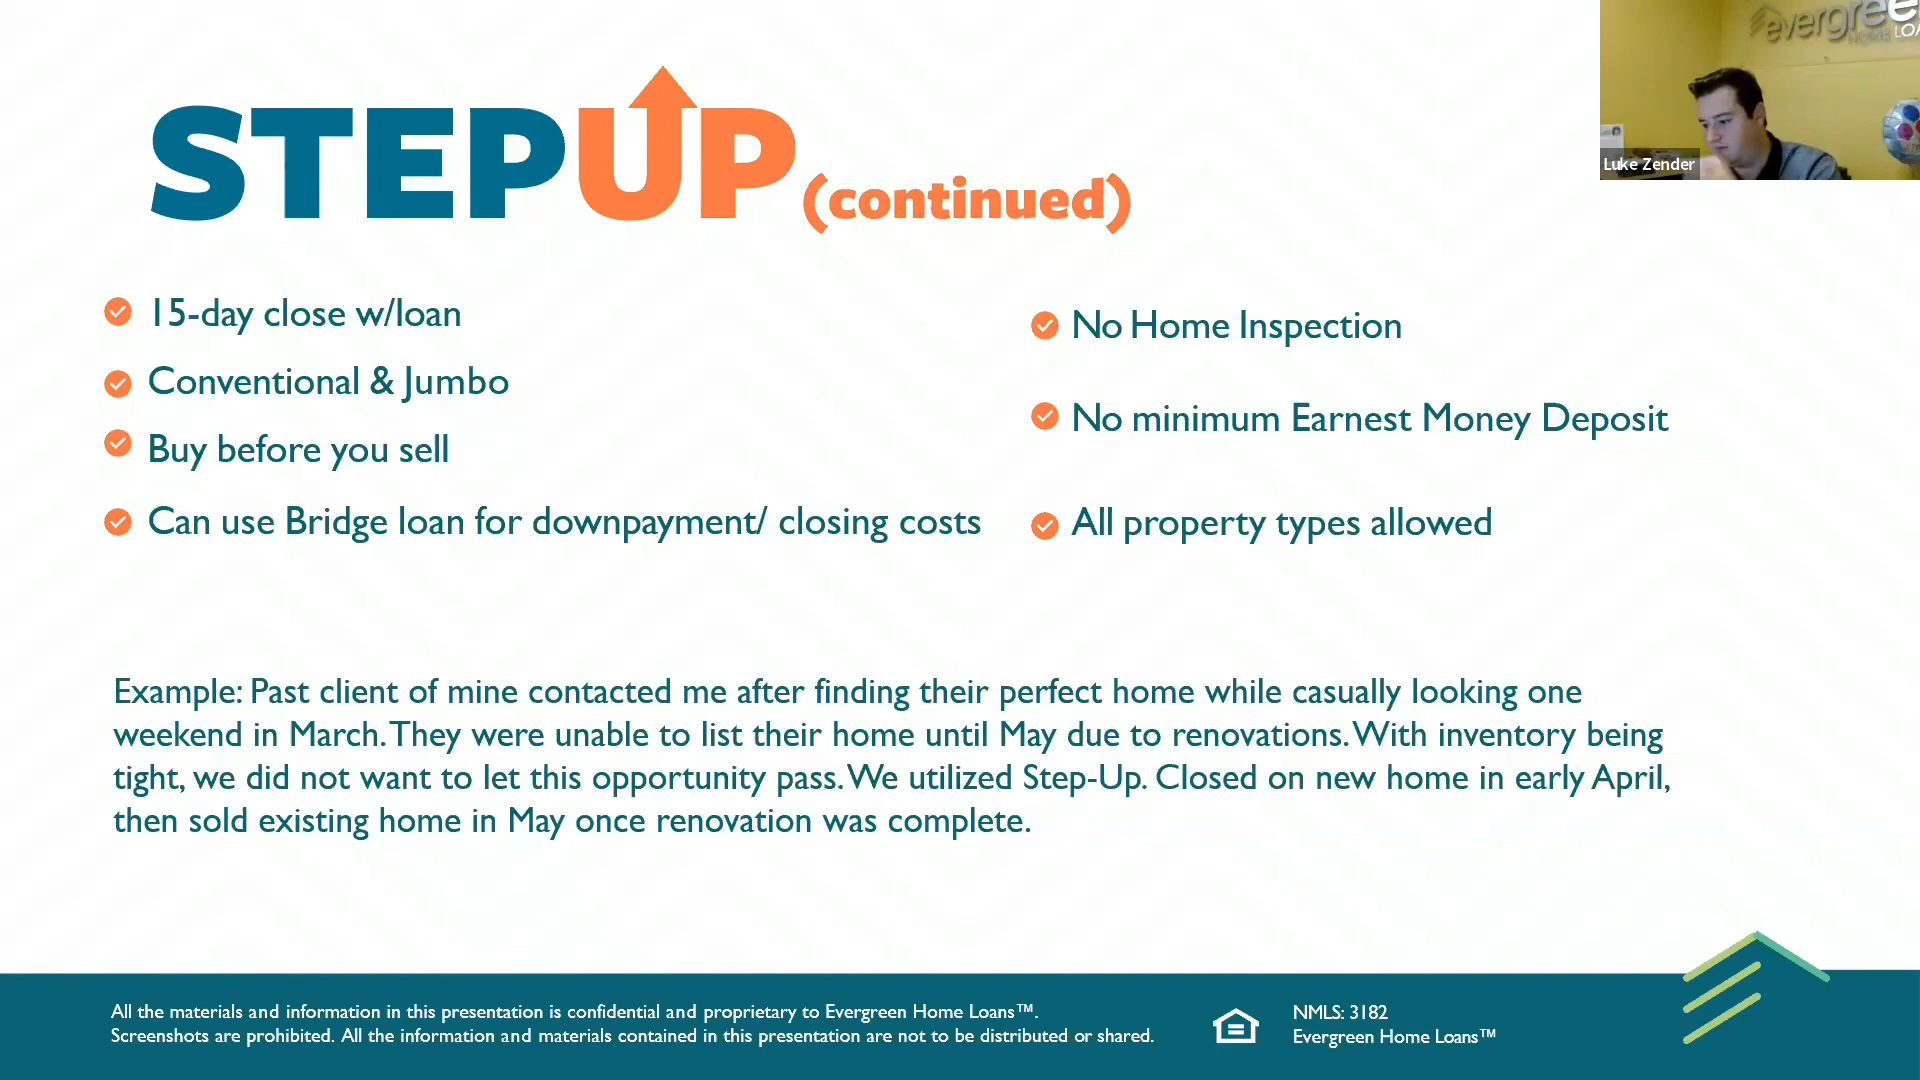 evergree
HOME LOA
Luke Zender
STEPUP (continued)
15-day close w/loan
Conventional & Jumbo
Buy before you sell
Can use Bridge loan for downpayment/ closing costs
No Home Inspection
No minimum Earnest Money Deposit
All property types allowed
Example: Past client of mine contacted me after finding their perfect home while casually looking one
weekend in March. They were unable to list their home until May due to renovations. With inventory being
tight, we did not want to let this opportunity pass. We utilized Step-Up. Closed on new home in early April,
then sold existing home in May once renovation was complete.
All the materials and information in this presentation is confidential and proprietary to Evergreen Home Loans™.
Screenshots are prohibited. All the information and materials contained in this presentation are not to be distributed or shared.
NMLS: 3182
Evergreen Home Loans™